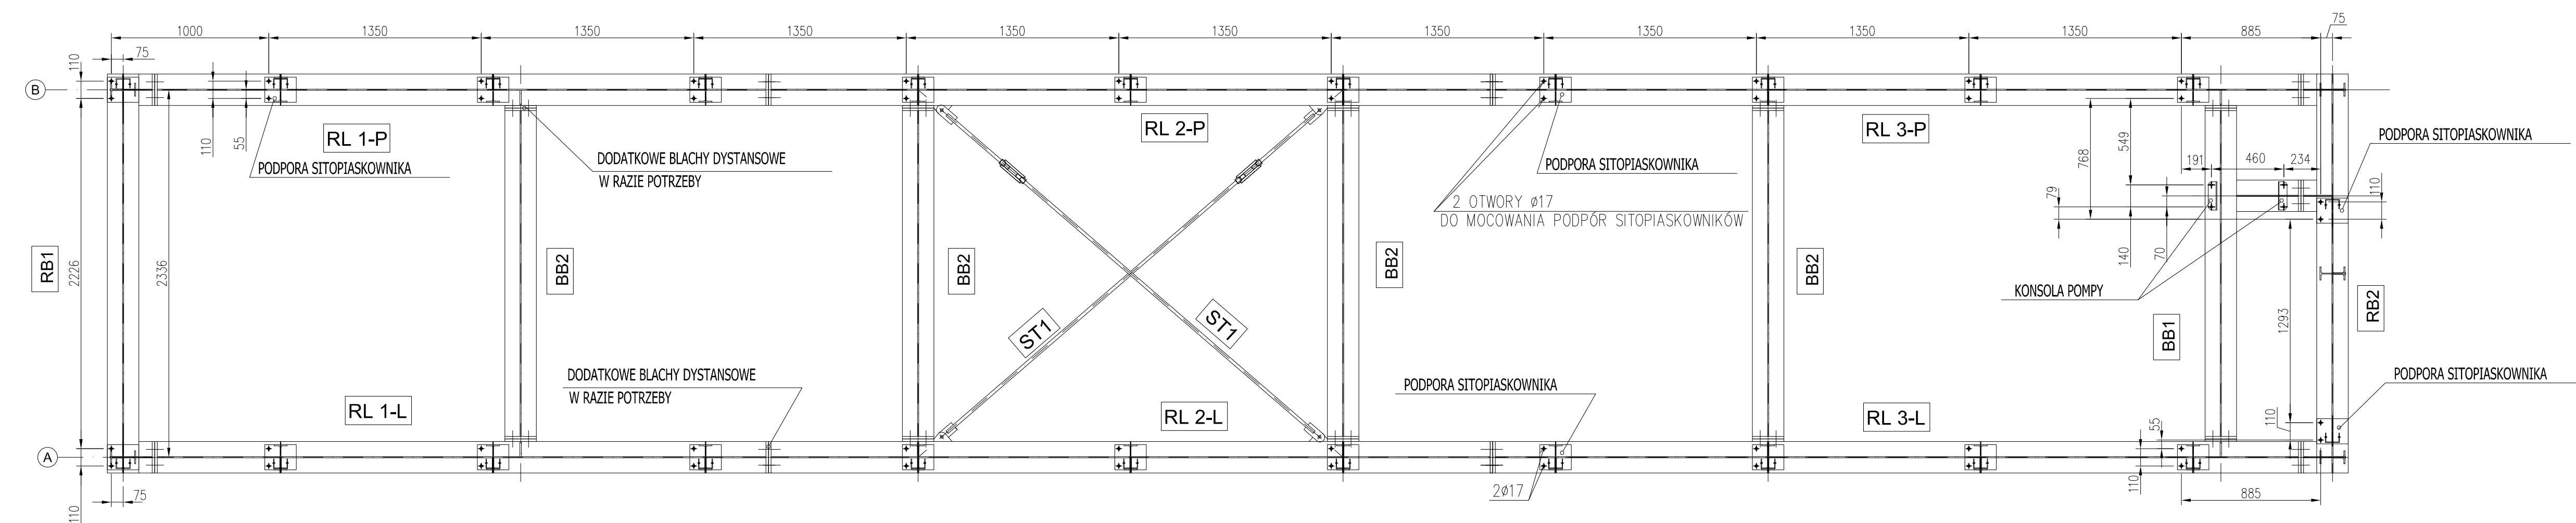 75
1000 1350 1350 1350 1350 1350 1350 1350 1350 1350 885
110 75
B
RL 1-P
RL 2-P
RL 3-P
110
55
PODPORA SITOPIASKOWNIKA
DODATKOWE BLACHY DYSTANSOWE
W RAZIE POTRZEBY
PODPORA SITOPIASKOWNIKA
2 OTWORY ø17
DO MOCOWANIA PODPÓR SITOPIASKOWNIKÓW
PODPORA SITOPIASKOWNIKA
549
768
191 460 234
79
110
140
70
RB1
2226
2336
BB2
BB2
BB2
BB2
KONSOLA POMPY
BB1
1293
RB2
ST1
ST1
DODATKOWE BLACHY DYSTANSOWE
W RAZIE POTRZEBY
PODPORA SITOPIASKOWNIKA
PODPORA SITOPIASKOWNIKA
RL 1-L
RL 2-L
RL 3-L
55
110
A
110
75
110
2ø17
885